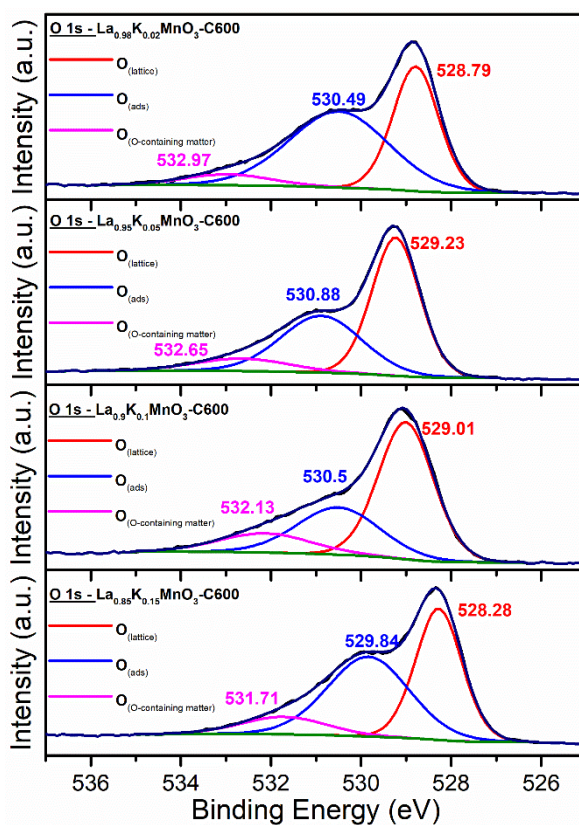 O 1s - La0.98K0.02MnO3-C600
O(lattice)
528.79
O(ads)
530.49
O(O-containing matter)
532.97
Intensity (a.u.)
O 1s - La0.95K0.05MnO3-C600
O(lattice)
529.23
O(ads)
530.88
O(O-containing matter)
532.65
Intensity (a.u.)
O 1s - La0.9K0.1MnO3-C600
O(lattice)
529.01
O(ads)
530.5
O(O-containing matter)
532.13
Intensity (a.u.)
O 1s - La0.85K0.15MnO3-C600
O(lattice)
528.28
O(ads)
529.84
O(O-containing matter)
531.71
Intensity (a.u.)
536 534 532 530 528 526
Binding Energy (eV)